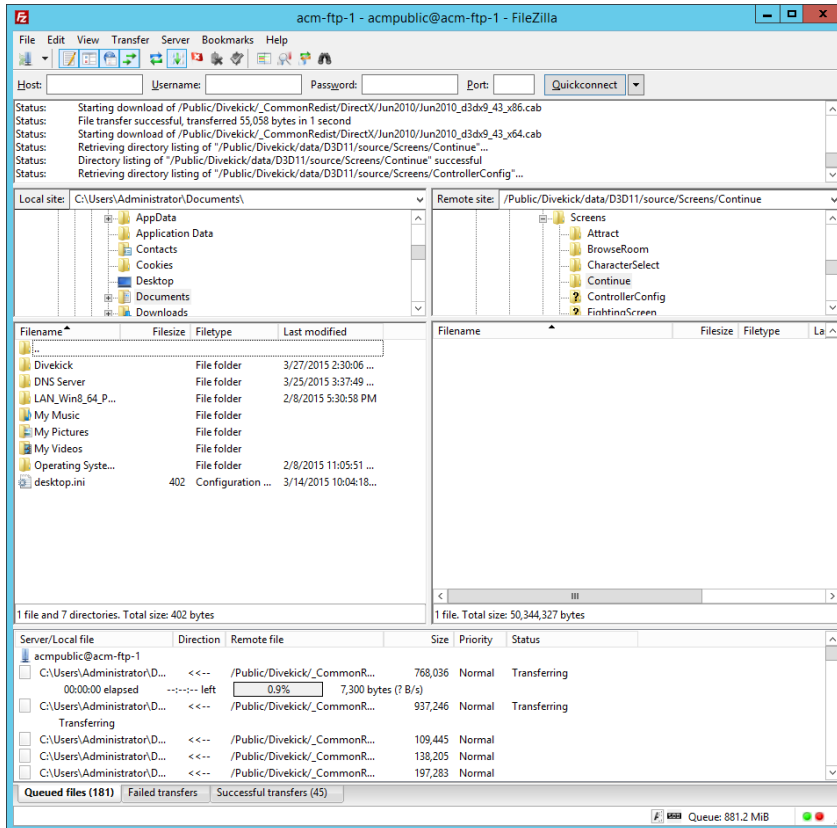 acm-ftp-1 - acmpublic@acm-ftp-1 - FileZilla
File Edit View Transfer Server Bookmarks Help
Host: Username: Password: Port: Quickconnect
Status: Starting download of /Public/Divekick/_CommonRedist/DirectX/Jun2010/Jun2010_d3dx9_43_x86.cab
Status: File transfer successful, transferred 55,058 bytes in 1 second
Status: Starting download of /Public/Divekick/_CommonRedist/DirectX/Jun2010/Jun2010_d3dx9_43_x64.cab
Status: Retrieving directory listing of "/Public/Divekick/data/D3D11/source/Screens/Continue"...
Status: Directory listing of "/Public/Divekick/data/D3D11/source/Screens/Continue" successful
Status: Retrieving directory listing of "/Public/Divekick/data/D3D11/source/Screens/ControllerConfig"...
Local site: C:\Users\Administrator\Documents\
AppData
Application Data
Contacts
Cookies
Desktop
Documents
Downloads
Remote site: /Public/Divekick/data/D3D11/source/Screens/Continue
Screens
Attract
BrowseRoom
CharacterSelect
Continue
ControllerConfig
FightingScreen
Filename Filesize Filetype Last modified
..
Divekick File folder 3/27/2015 2:30:06 ...
DNS Server File folder 3/25/2015 3:37:49 ...
LAN_Win8_64_P... File folder 2/8/2015 5:30:58 PM
My Music File folder
My Pictures File folder
My Videos File folder
Operating Syste... File folder 2/8/2015 11:05:51 ...
desktop.ini 402 Configuration ... 3/14/2015 10:04:18...
1 file and 7 directories. Total size: 402 bytes
Filename Filesize Filetype La
1 file. Total size: 50,344,327 bytes
Server/Local file Direction Remote file Size Priority Status
acmpublic@acm-ftp-1
C:\Users\Administrator\D... <<-- /Public/Divekick/_CommonR... 768,036 Normal Transferring
00:00:00 elapsed --:--:-- left 0.9% 7,300 bytes (? B/s)
C:\Users\Administrator\D... <<-- /Public/Divekick/_CommonR... 937,246 Normal Transferring
Transferring
C:\Users\Administrator\D... <<-- /Public/Divekick/_CommonR... 109,445 Normal
C:\Users\Administrator\D... <<-- /Public/Divekick/_CommonR... 138,205 Normal
C:\Users\Administrator\D... <<-- /Public/Divekick/_CommonR... 197,283 Normal
Queued files (181) Failed transfers Successful transfers (45)
Queue: 881.2 MiB